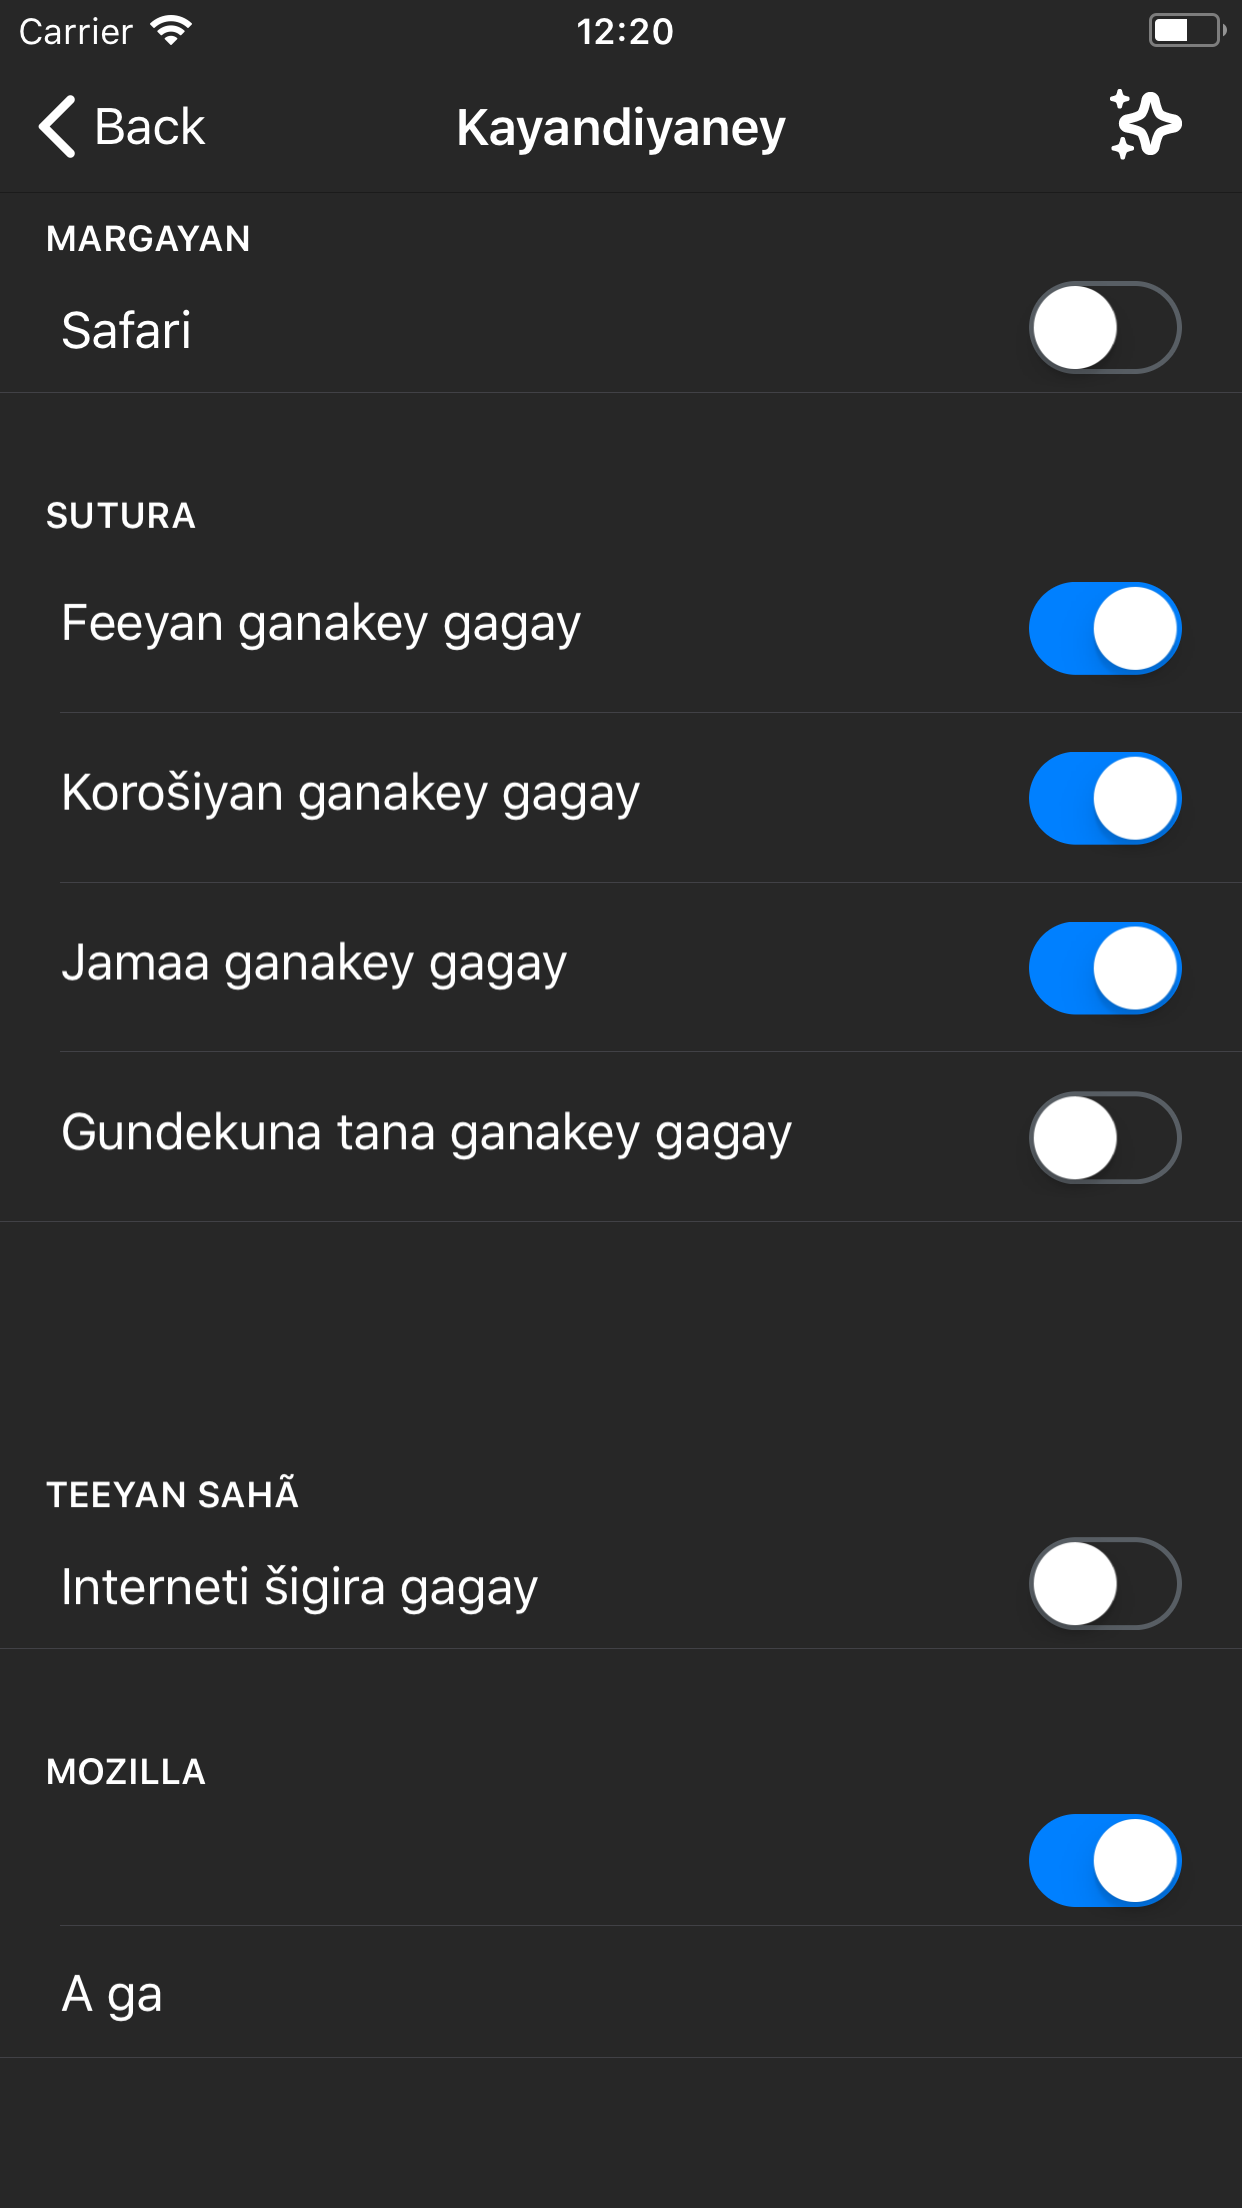 Carrier
12:20
Back
Kayandiyaney
MARGAYAN
Safari
SUTURA
Feeyan ganakey gagay
Korošiyan ganakey gagay
Jamaa ganakey gagay
Gundekuna tana ganakey gagay
TEEYAN SAHÃ
Interneti šigira gagay
MOZILLA
A ga